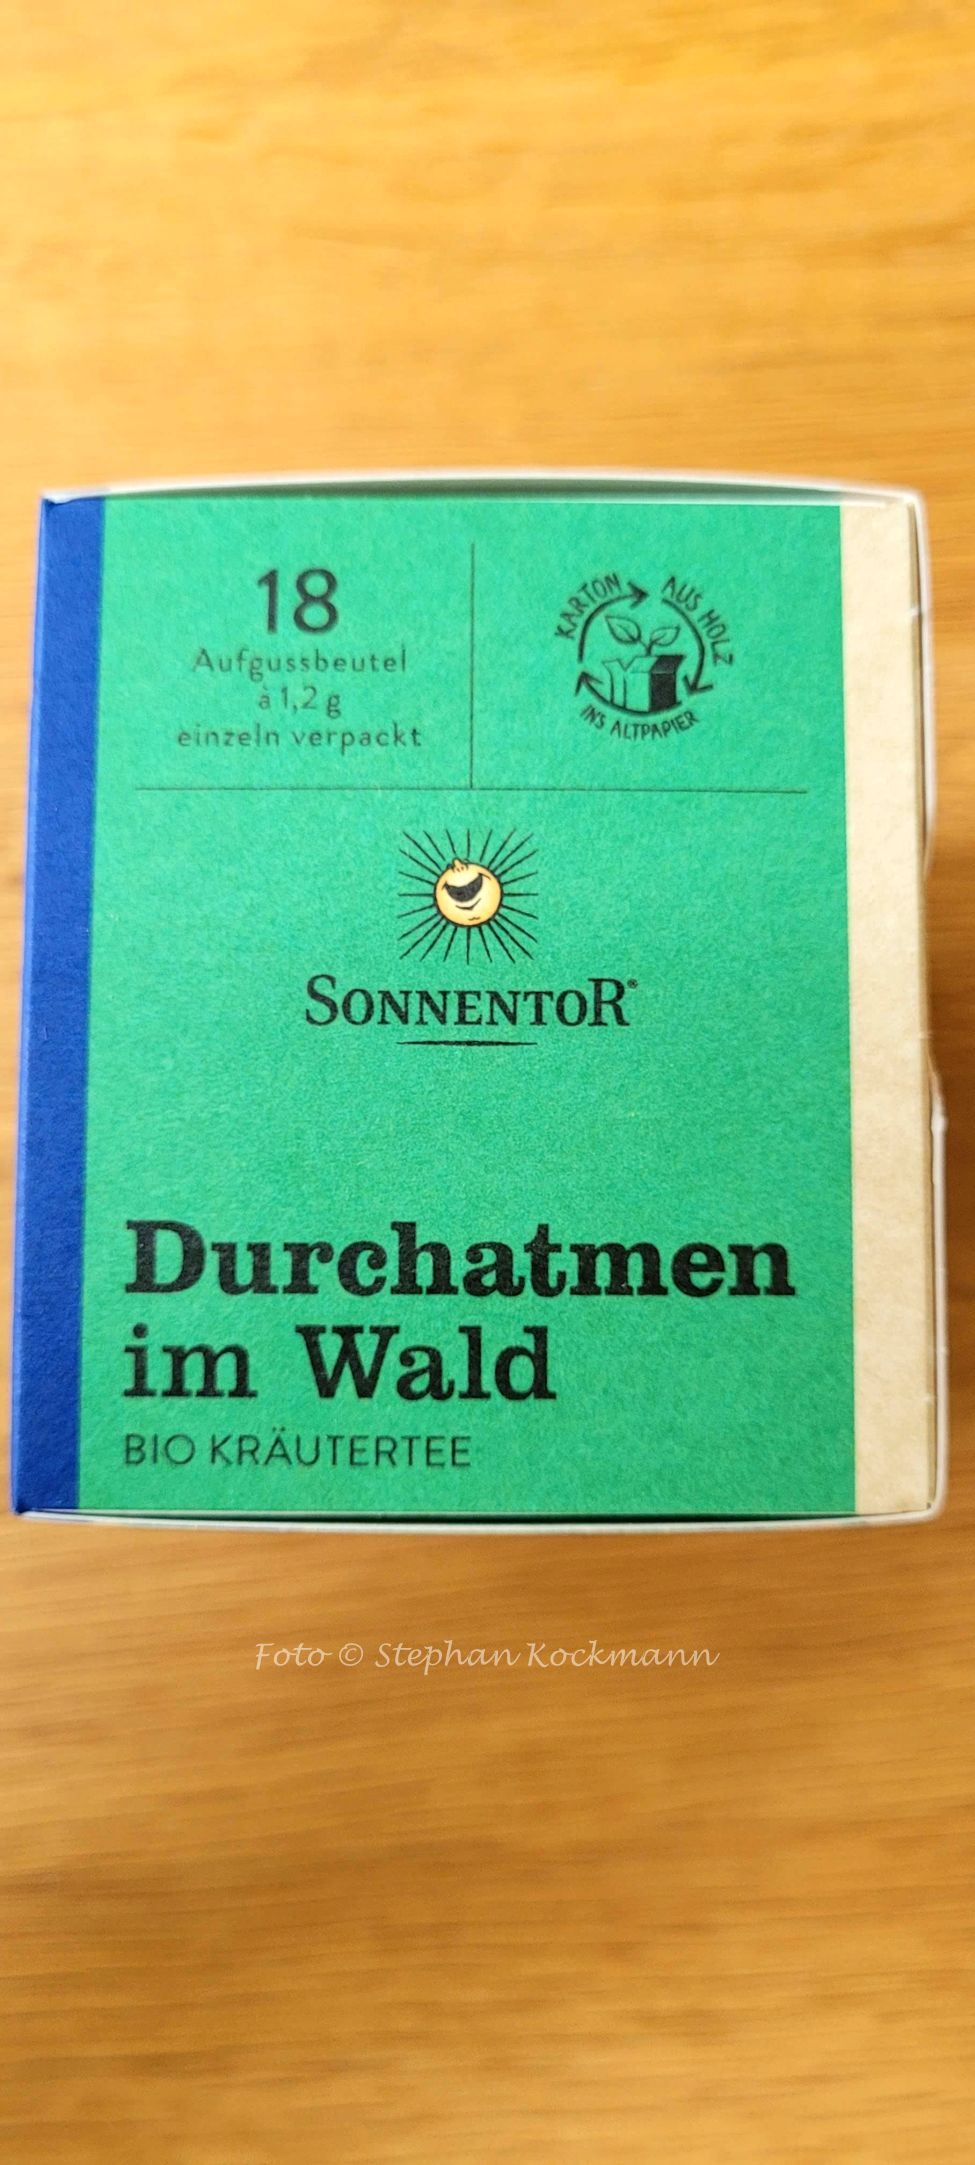 18
Aufgussbeutel
à 1,2 g
einzeln verpackt
KARTON AUS HOLZ
INS ALTPAPIER
SONNENTOR®
Durchatmen
im Wald
BIO KRÄUTERTEE
Foto © Stephan Kockmann